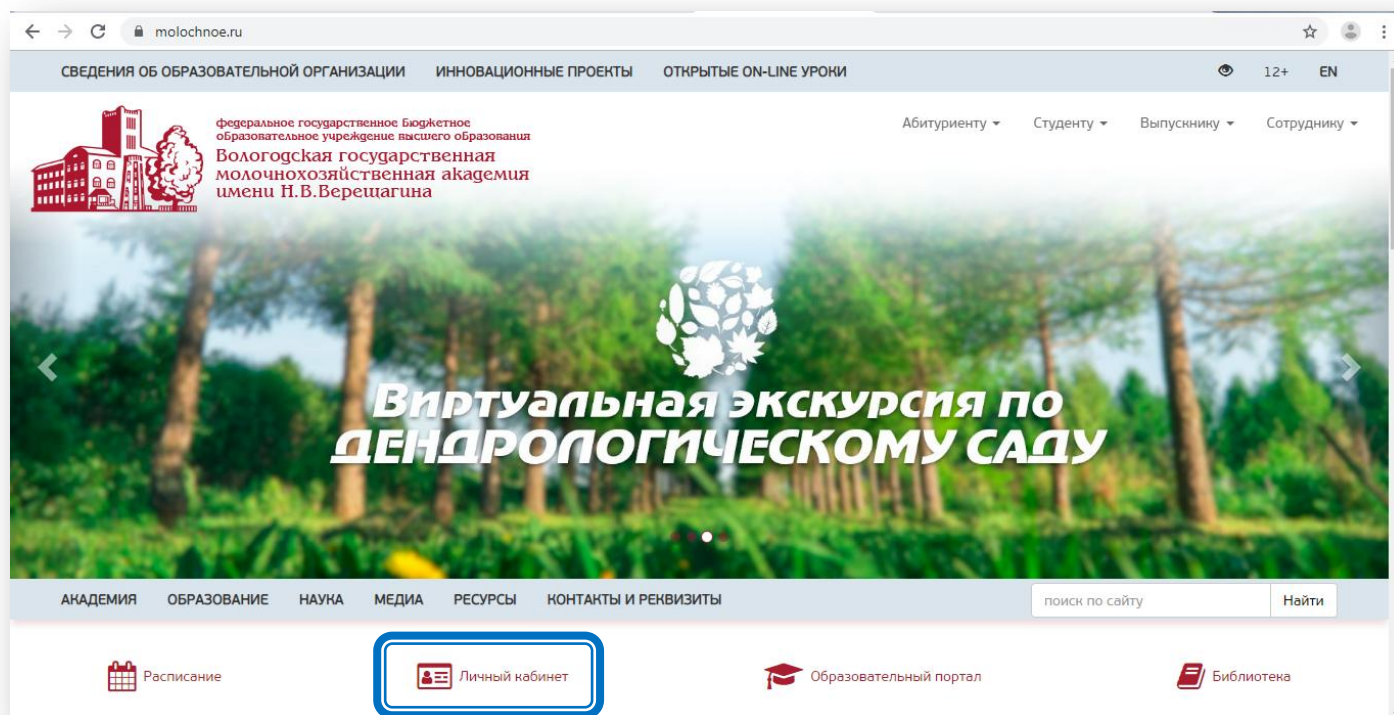 molochnoe.ru
СВЕДЕНИЯ ОБ ОБРАЗОВАТЕЛЬНОЙ ОРГАНИЗАЦИИ ИННОВАЦИОННЫЕ ПРОЕКТЫ ОТКРЫТЫЕ ON-LINE УРОКИ 12+ EN
федеральное государственное бюджетное
образовательное учреждение высшего образования
Вологодская государственная
молочнохозяйственная академия
имени Н.В.Верещагина
Абитуриенту Студенту Выпускнику Сотруднику
Виртуальная экскурсия по
ДЕНДРОЛОГИЧЕСКОМУ САДУ
АКАДЕМИЯ ОБРАЗОВАНИЕ НАУКА МЕДИА РЕСУРСЫ КОНТАКТЫ И РЕКВИЗИТЫ поиск по сайту Найти
Расписание Личный кабинет Образовательный портал Библиотека